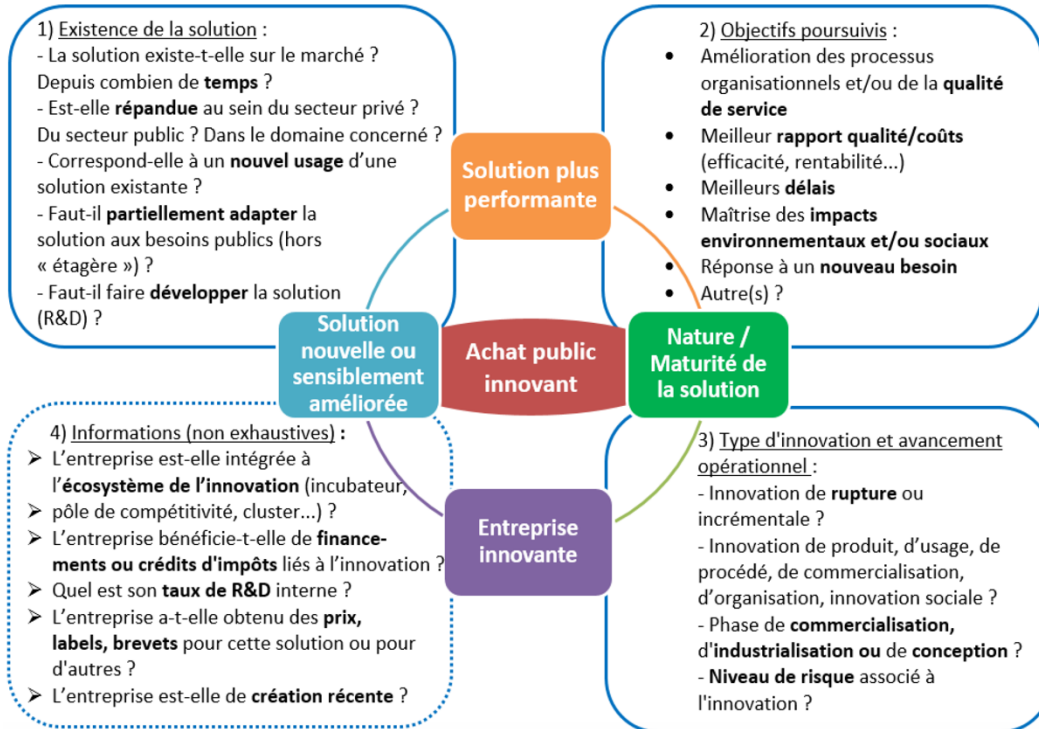 1) Existence de la solution :
- La solution existe-t-elle sur le marché ?
Depuis combien de temps ?
- Est-elle répandue au sein du secteur privé ?
Du secteur public ? Dans le domaine concerné ?
- Correspond-elle à un nouvel usage d’une
solution existante ?
- Faut-il partiellement adapter la
solution aux besoins publics (hors
« étagère ») ?
- Faut-il faire développer la solution
(R&D) ?
2) Objectifs poursuivis :
• Amélioration des processus
organisationnels et/ou de la qualité
de service
• Meilleur rapport qualité/coûts
(efficacité, rentabilité…)
• Meilleurs délais
• Maîtrise des impacts
environnementaux et/ou sociaux
• Réponse à un nouveau besoin
• Autre(s) ?
Solution plus
performante
Solution
nouvelle ou
sensiblement
améliorée
Achat public
innovant
Nature /
Maturité de
la solution
Entreprise
innovante
4) Informations (non exhaustives) :
➢ L’entreprise est-elle intégrée à
l’écosystème de l’innovation (incubateur,
➢ pôle de compétitivité, cluster…) ?
➢ L’entreprise bénéficie-t-elle de finance-
ments ou crédits d'impôts liés à l’innovation ?
➢ Quel est son taux de R&D interne ?
➢ L’entreprise a-t-elle obtenu des prix,
labels, brevets pour cette solution ou pour
d'autres ?
➢ L’entreprise est-elle de création récente ?
3) Type d'innovation et avancement
opérationnel :
- Innovation de rupture ou
incrémentale ?
- Innovation de produit, d’usage, de
procédé, de commercialisation,
d’organisation, innovation sociale ?
- Phase de commercialisation,
d'industrialisation ou de conception ?
- Niveau de risque associé à
l'innovation ?